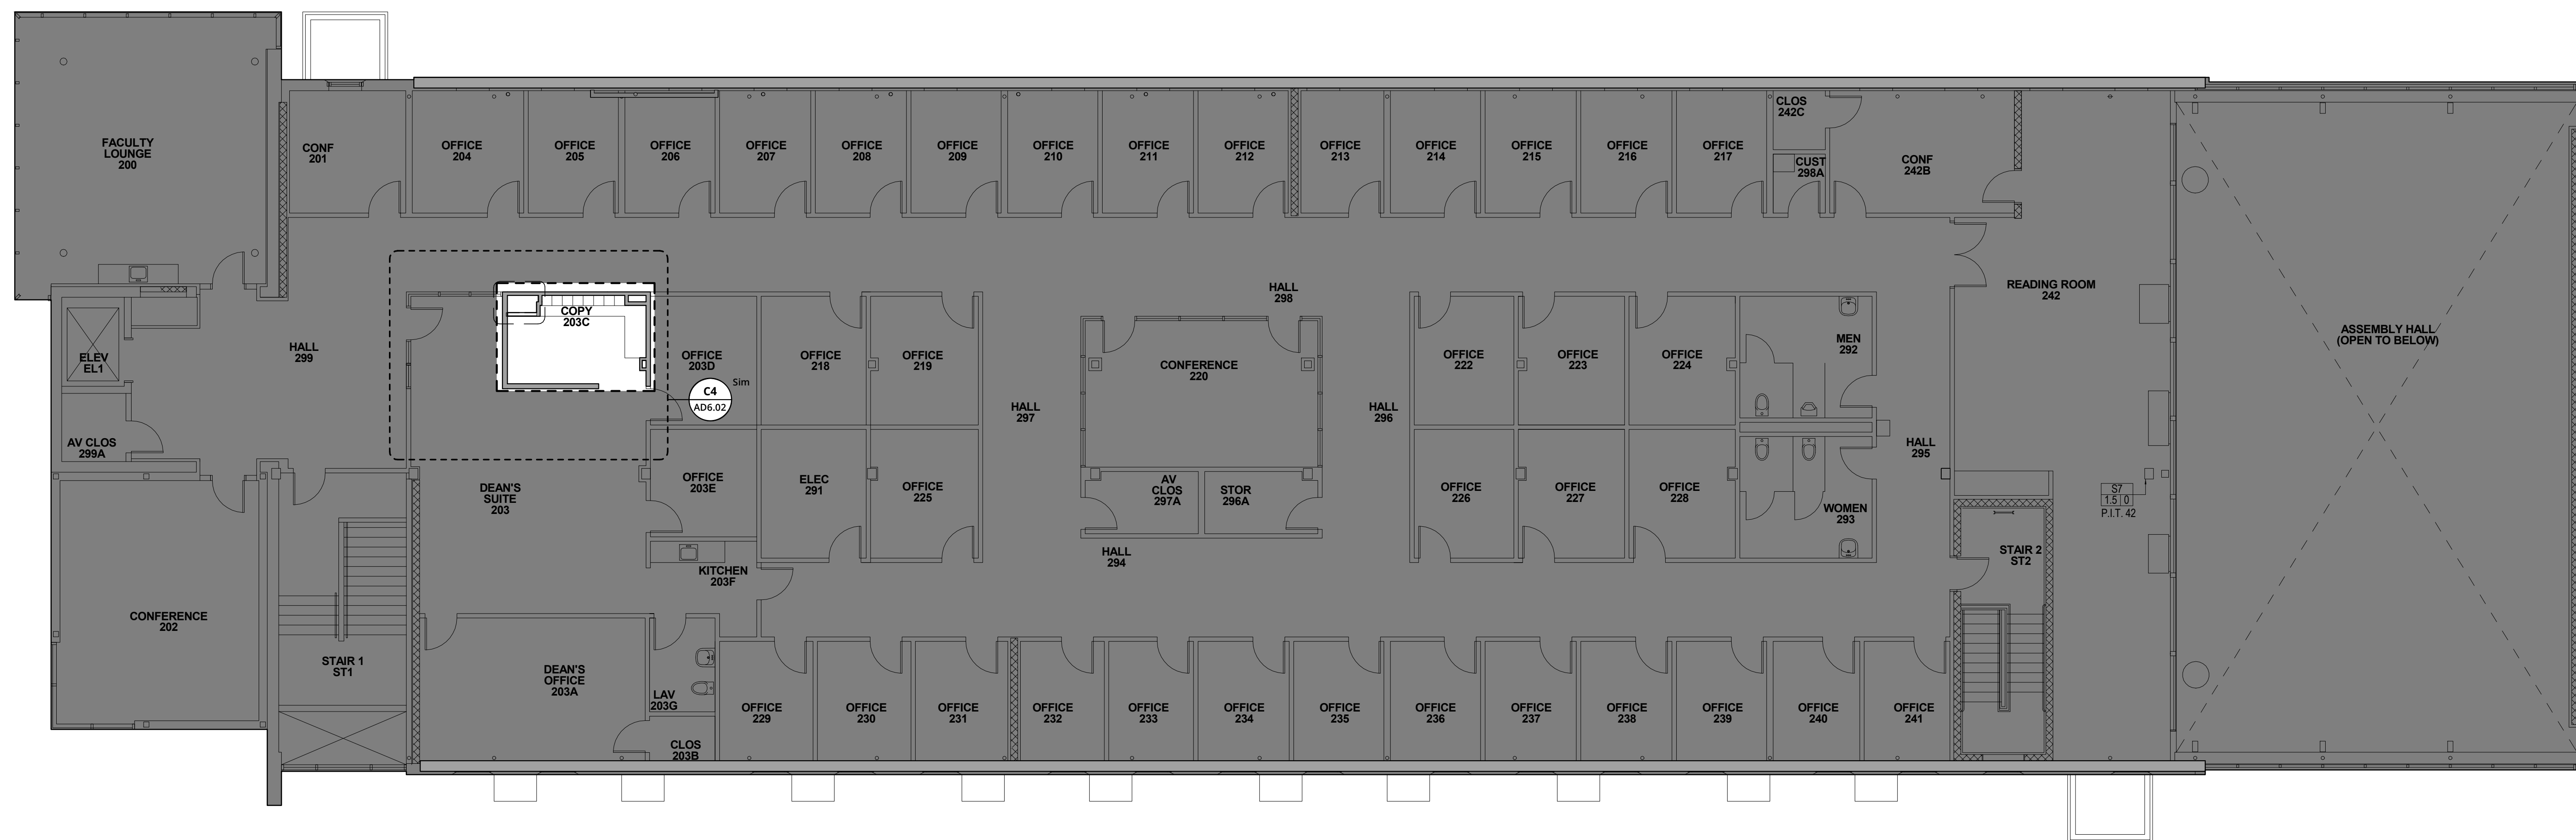 FACULTY
LOUNGE
200
CONF
201
OFFICE
204
OFFICE
205
OFFICE
206
OFFICE
207
OFFICE
208
OFFICE
209
OFFICE
210
OFFICE
211
OFFICE
212
OFFICE
213
OFFICE
214
OFFICE
215
OFFICE
216
OFFICE
217
CLOS
242C
CUST
298A
CONF
242B
HALL
298
READING ROOM
242
ASSEMBLY HALL
(OPEN TO BELOW)
COPY
203C
HALL
299
ELEV
EL1
OFFICE
203D
Sim
C4
AD6.02
OFFICE
218
OFFICE
219
CONFERENCE
220
OFFICE
222
OFFICE
223
OFFICE
224
MEN
292
HALL
297
HALL
296
AV CLOS
299A
HALL
295
DEAN'S
SUITE
203
OFFICE
203E
ELEC
291
OFFICE
225
AV
CLOS
297A
STOR
296A
OFFICE
226
OFFICE
227
OFFICE
228
WOMEN
293
S7
1.5 0
P.I.T. 42
HALL
294
STAIR 2
ST2
KITCHEN
203F
CONFERENCE
202
STAIR 1
ST1
DEAN'S
OFFICE
203A
LAV
203G
CLOS
203B
OFFICE
229
OFFICE
230
OFFICE
231
OFFICE
232
OFFICE
233
OFFICE
234
OFFICE
235
OFFICE
236
OFFICE
237
OFFICE
238
OFFICE
239
OFFICE
240
OFFICE
241